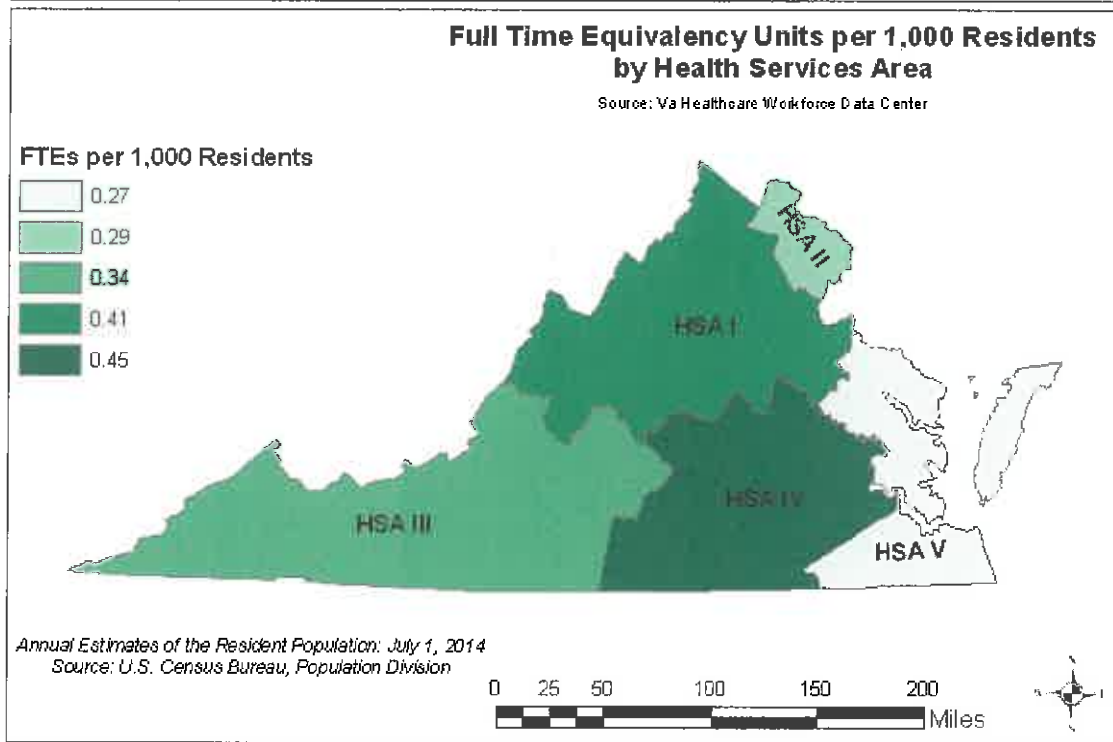 Full Time Equivalency Units per 1,000 Residents
by Health Services Area
Source: Va Healthcare Workforce Data Center
FTEs per 1,000 Residents
0.27
0.29
0.34
0.41
0.45
HSA II
HSA I
HSA III
HSA IV
HSA V
Annual Estimates of the Resident Population: July 1, 2014
Source: U.S. Census Bureau, Population Division
0 25 50 100 150 200
Miles